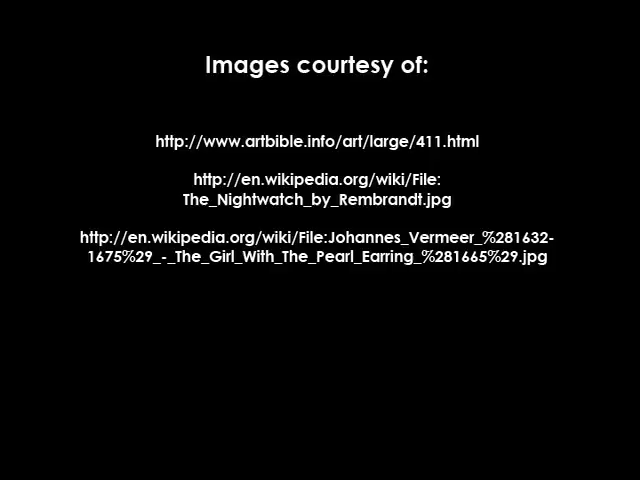 Images courtesy of:
http://www.artbible.info/art/large/411.html
http://en.wikipedia.org/wiki/File:
The_Nightwatch_by_Rembrandt.jpg
http://en.wikipedia.org/wiki/File:Johannes_Vermeer_%281632-
1675%29_-_The_Girl_With_The_Pearl_Earring_%281665%29.jpg